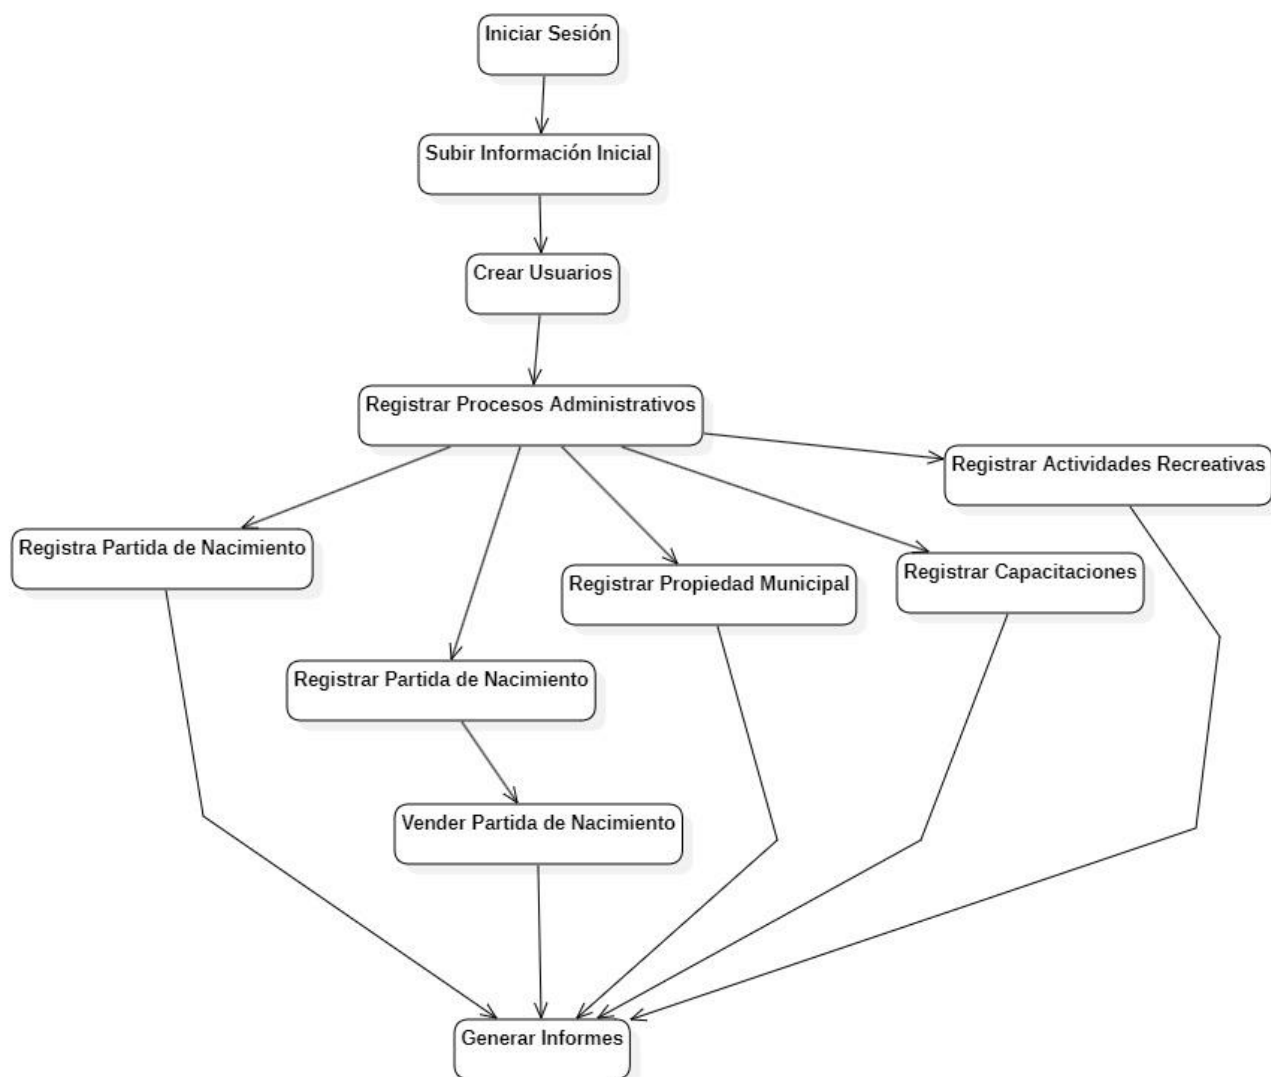 Iniciar Sesión
Subir Información Inicial
Crear Usuarios
Registrar Procesos Administrativos
Registrar Actividades Recreativas
Registra Partida de Nacimiento
Registrar Propiedad Municipal
Registrar Capacitaciones
Registrar Partida de Nacimiento
Vender Partida de Nacimiento
Generar Informes